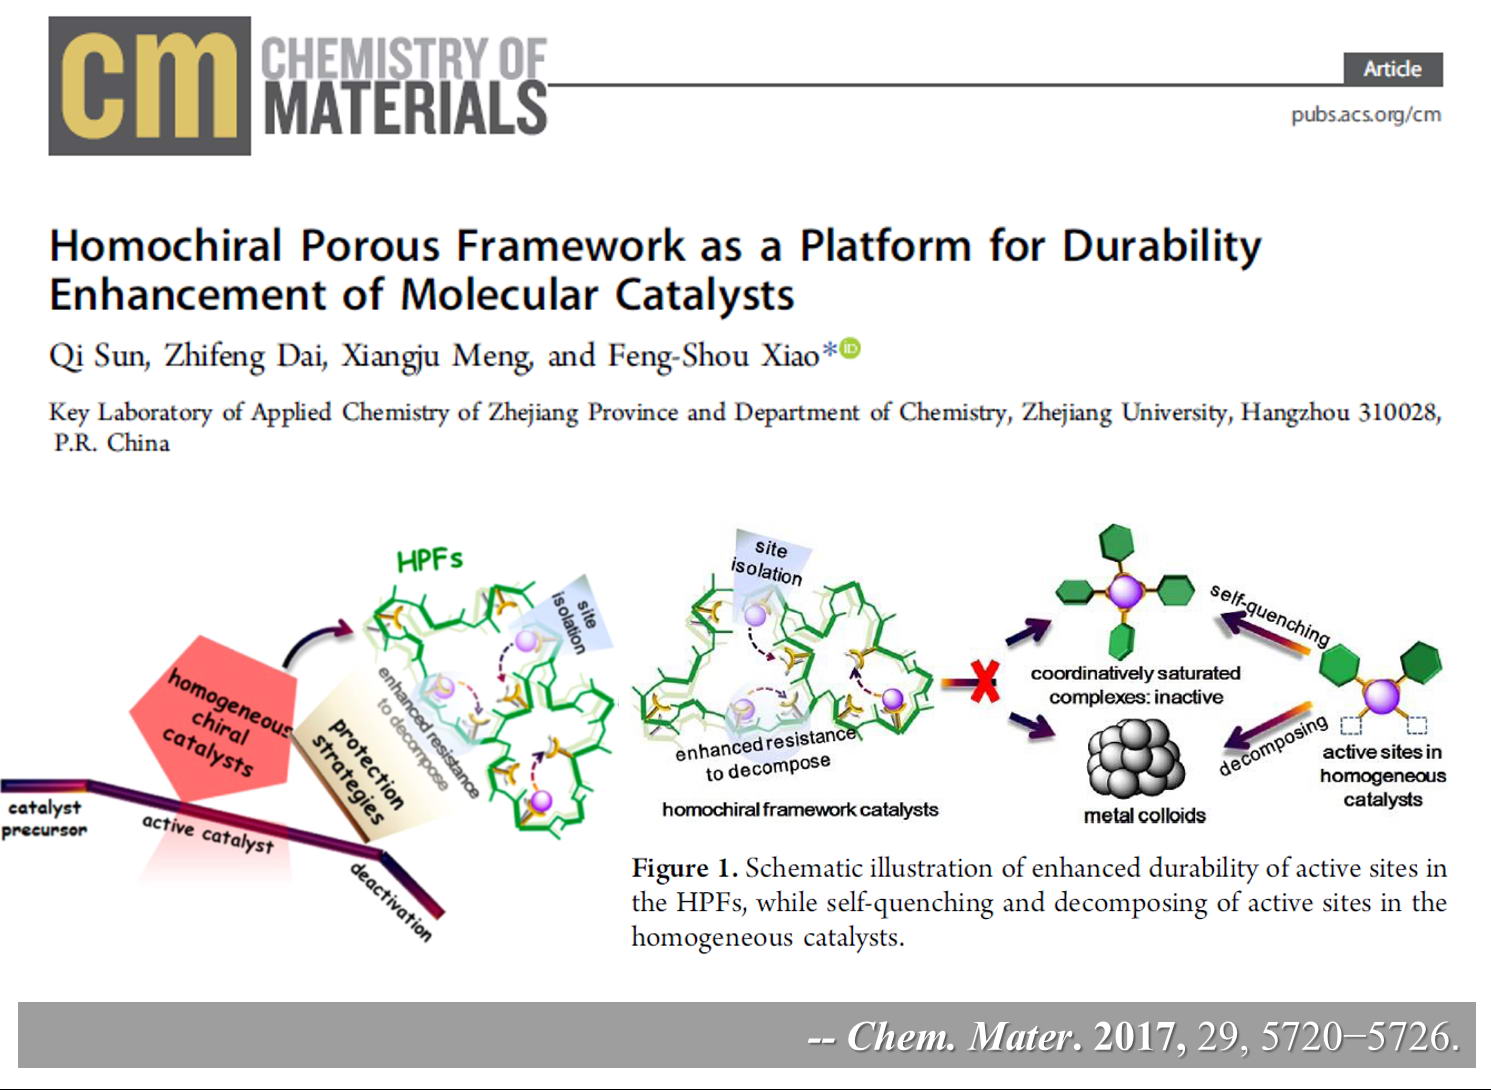 cm CHEMISTRY OF
MATERIALS
Article
pubs.acs.org/cm
Homochiral Porous Framework as a Platform for Durability
Enhancement of Molecular Catalysts
Qi Sun, Zhifeng Dai, Xiangju Meng, and Feng-Shou Xiao*iD
Key Laboratory of Applied Chemistry of Zhejiang Province and Department of Chemistry, Zhejiang University, Hangzhou 310028,
P.R. China
HPFs
site
isolation
enhanced resistance
to decompose
homogeneous
chiral
catalysts
protection
strategies
catalyst
precursor
active catalyst
deactivation
site
isolation
enhanced resistance
to decompose
homochiral framework catalysts
coordinatively saturated
complexes: inactive
metal colloids
self-quenching
decomposing
active sites in
homogeneous
catalysts
Figure 1. Schematic illustration of enhanced durability of active sites in
the HPFs, while self-quenching and decomposing of active sites in the
homogeneous catalysts.
-- Chem. Mater. 2017, 29, 5720−5726.